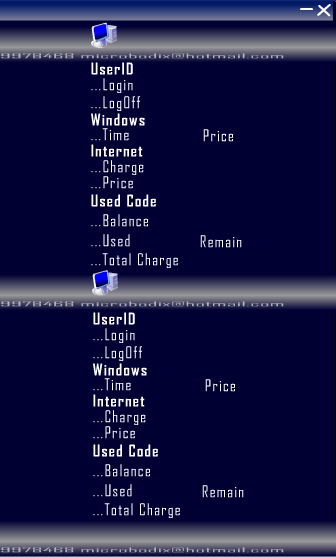 9978468 microbodix@hotmail.com
UserID
...Login
...LogOff
Windows
...Time Price
Internet
...Charge
...Price
Used Code
...Balance
...Used Remain
...Total Charge
9978468 microbodix@hotmail.com
UserID
...Login
...LogOff
Windows
...Time Price
Internet
...Charge
...Price
Used Code
...Balance
...Used Remain
...Total Charge
9978468 microbodix@hotmail.com